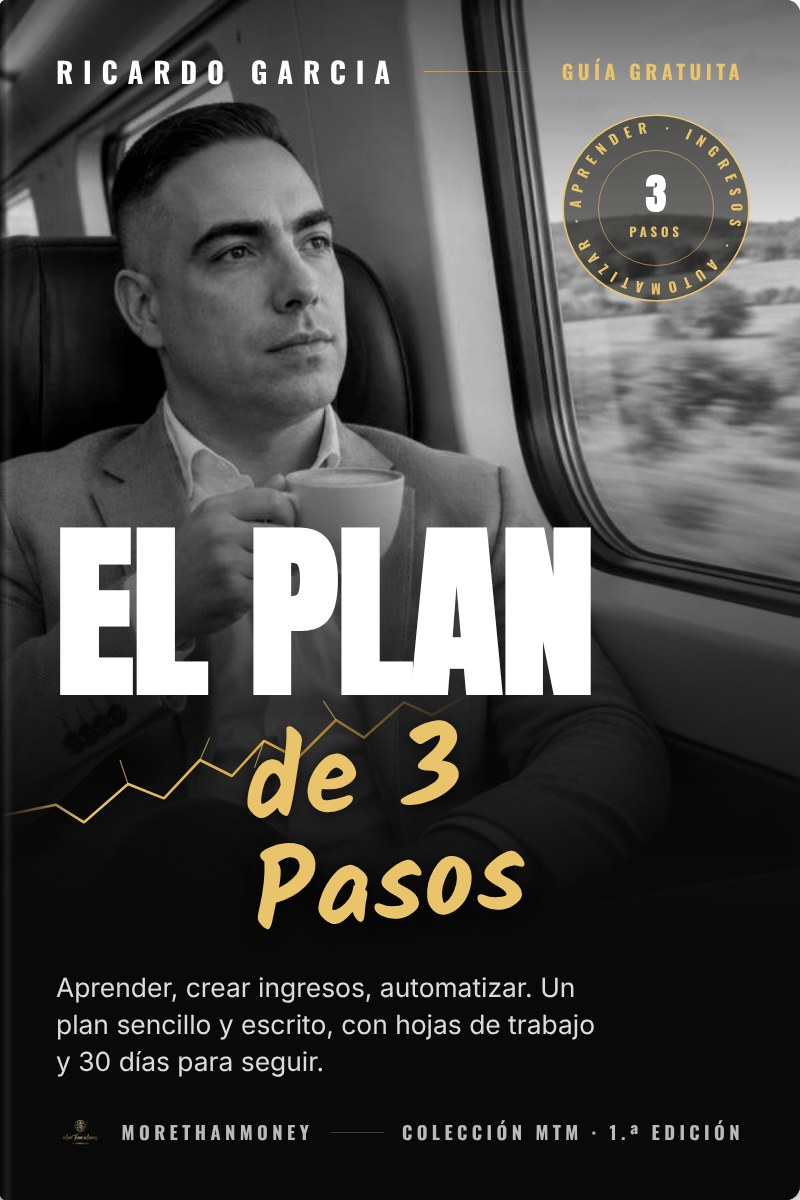 RICARDO GARCIA
GUÍA GRATUITA
APRENDER · INGRESOS · AUTOMATIZAR ·
3
PASOS
EL PLAN
de 3
Pasos
Aprender, crear ingresos, automatizar. Un
plan sencillo y escrito, con hojas de trabajo
y 30 días para seguir.
MORETHANMONEY
COLECCIÓN MTM · 1.ª EDICIÓN